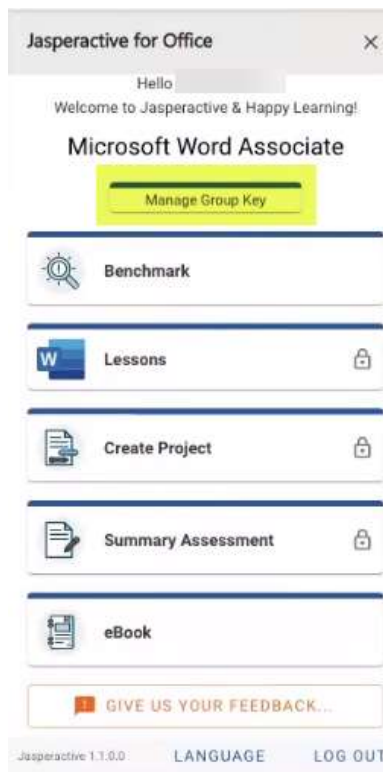 Jasperactive for Office
Hello
Welcome to Jasperactive & Happy Learning!
Microsoft Word Associate
Manage Group Key
Benchmark
W
Lessons
Create Project
Summary Assessment
eBook
GIVE US YOUR FEEDBACK...
Jasperactive 1.1.0.0 LANGUAGE LOG OUT